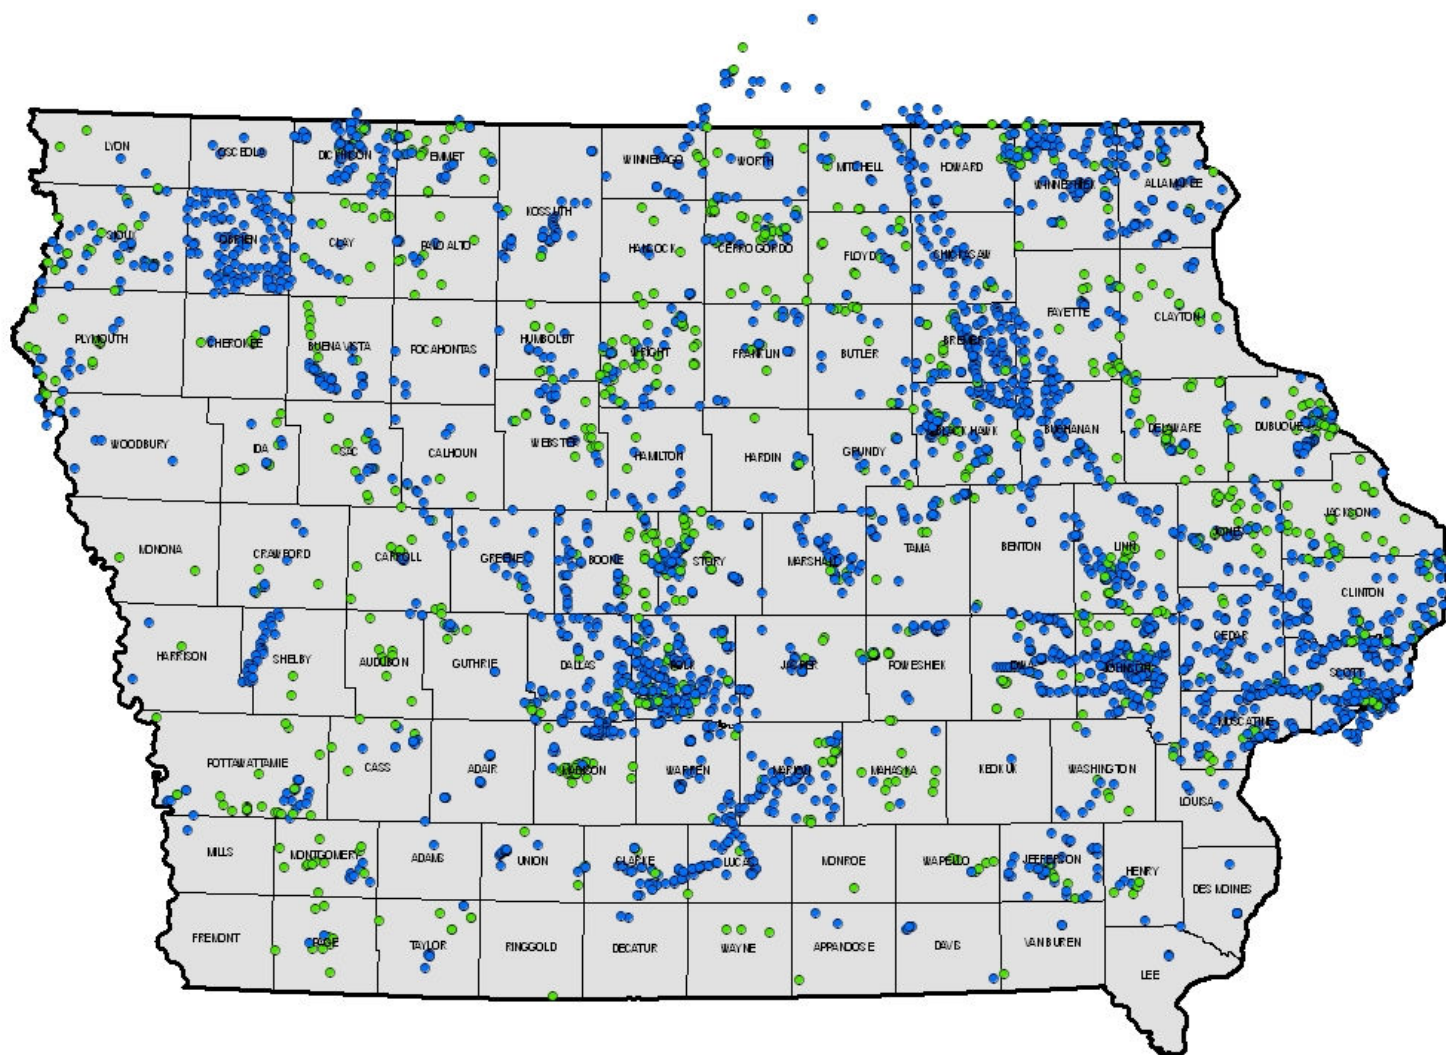 LYON
OSCEOLA
DICKINSON
EMMET
WINNEBAGO
WORTH
MITCHELL
HOWARD
WINNESHIEK
ALLAMAKEE
KOSSUTH
SIOUX
OBRIEN
CLAY
PALO ALTO
HANCOCK
CERRO GORDO
FLOYD
CHICKASAW
FAYETTE
CLAYTON
PLYMOUTH
CHEROKEE
BUENA VISTA
POCAHONTAS
HUMBOLDT
WRIGHT
FRANKLIN
BUTLER
BREMER
WOODBURY
IDA
SAC
CALHOUN
WEBSTER
HAMILTON
HARDIN
GRUNDY
BLACK HAWK
BUCHANAN
DELAWARE
DUBUQUE
MONONA
CRAWFORD
CARROLL
GREENE
BOONE
STORY
MARSHALL
TAMA
BENTON
LINN
JONES
JACKSON
CLINTON
HARRISON
SHELBY
AUDUBON
GUTHRIE
DALLAS
POLK
JASPER
POWESHIEK
IOWA
JOHNSON
CEDAR
SCOTT
MUSCATINE
POTTAWATTAMIE
CASS
ADAIR
MADISON
WARREN
MARION
MAHASKA
KEOKUK
WASHINGTON
LOUISA
MILLS
MONTGOMERY
ADAMS
UNION
CLARKE
LUCAS
MONROE
WAPELLO
JEFFERSON
HENRY
DES MOINES
FREMONT
PAGE
TAYLOR
RINGGOLD
DECATUR
WAYNE
APPANOOSE
DAVIS
VAN BUREN
LEE